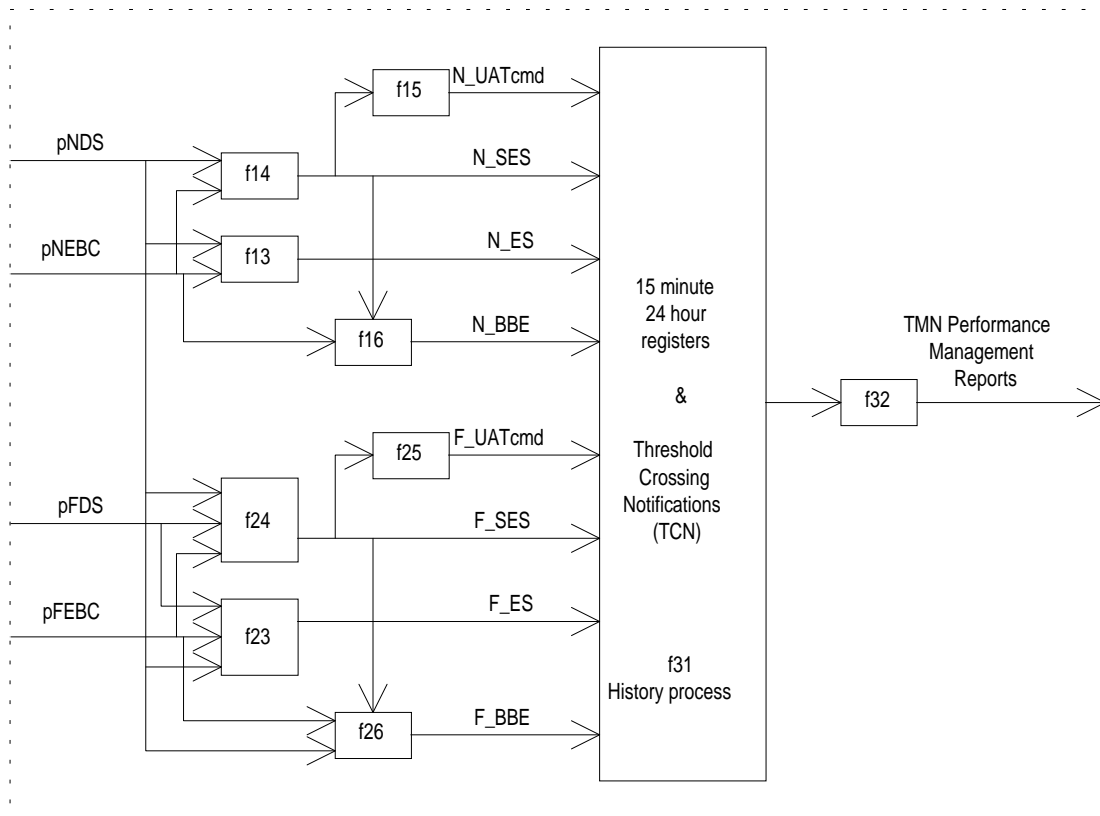 N_UATcmd
f15
pNDS
N_SES
f14
pNEBC
N_ES
f13
N_BBE
f16
15 minute
24 hour
registers
&
Threshold
Crossing
Notifications
(TCN)
f31
History process
TMN Performance
Management
Reports
f32
F_UATcmd
f25
pFDS
F_SES
f24
pFEBC
F_ES
f23
F_BBE
f26